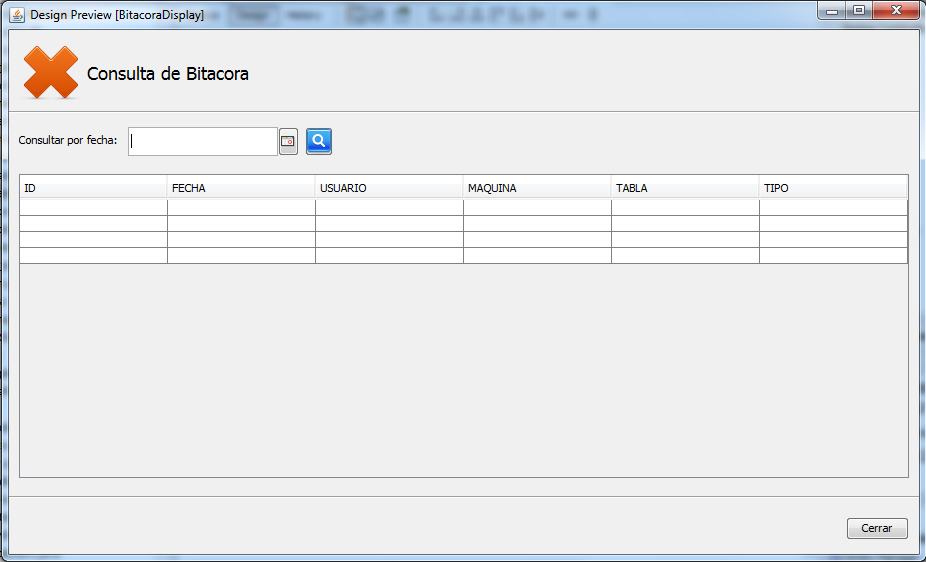 Design Preview [BitacoraDisplay]
Consulta de Bitacora
Consultar por fecha:
ID FECHA USUARIO MAQUINA TABLA TIPO
Cerrar